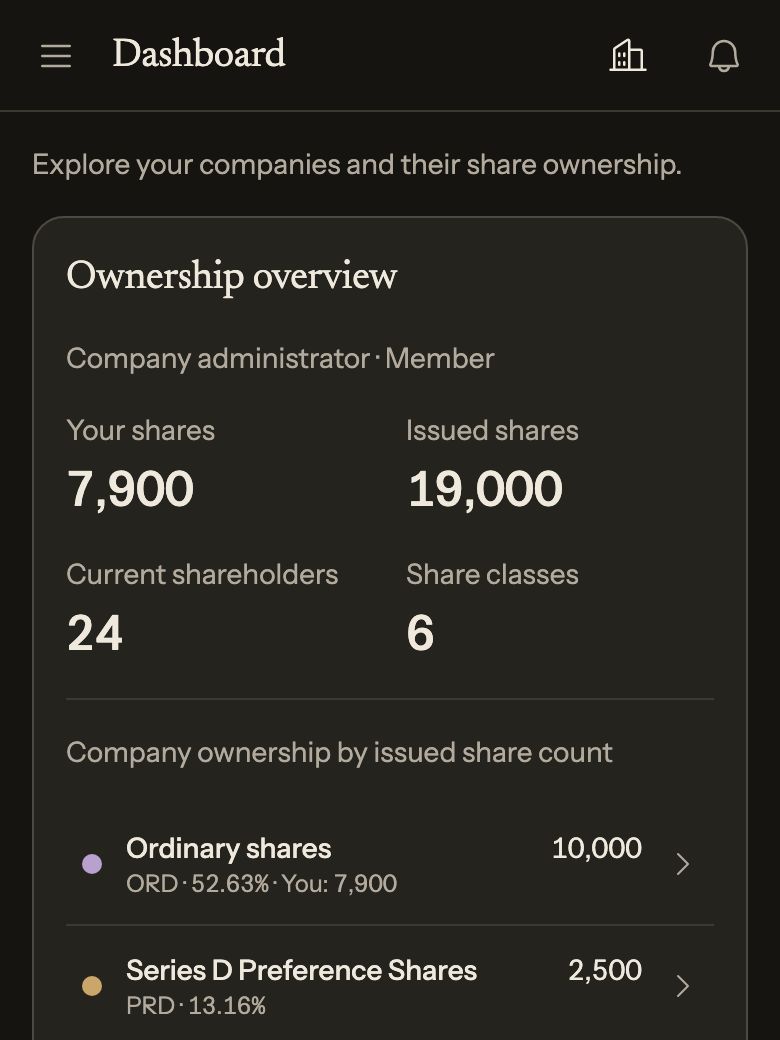 Dashboard
Explore your companies and their share ownership.
Ownership overview
Company administrator · Member
Your shares
Issued shares
7,900
19,000
Current shareholders
Share classes
24
6
Company ownership by issued share count
Ordinary shares
10,000
ORD · 52.63% · You: 7,900
Series D Preference Shares
2,500
PRD · 13.16%